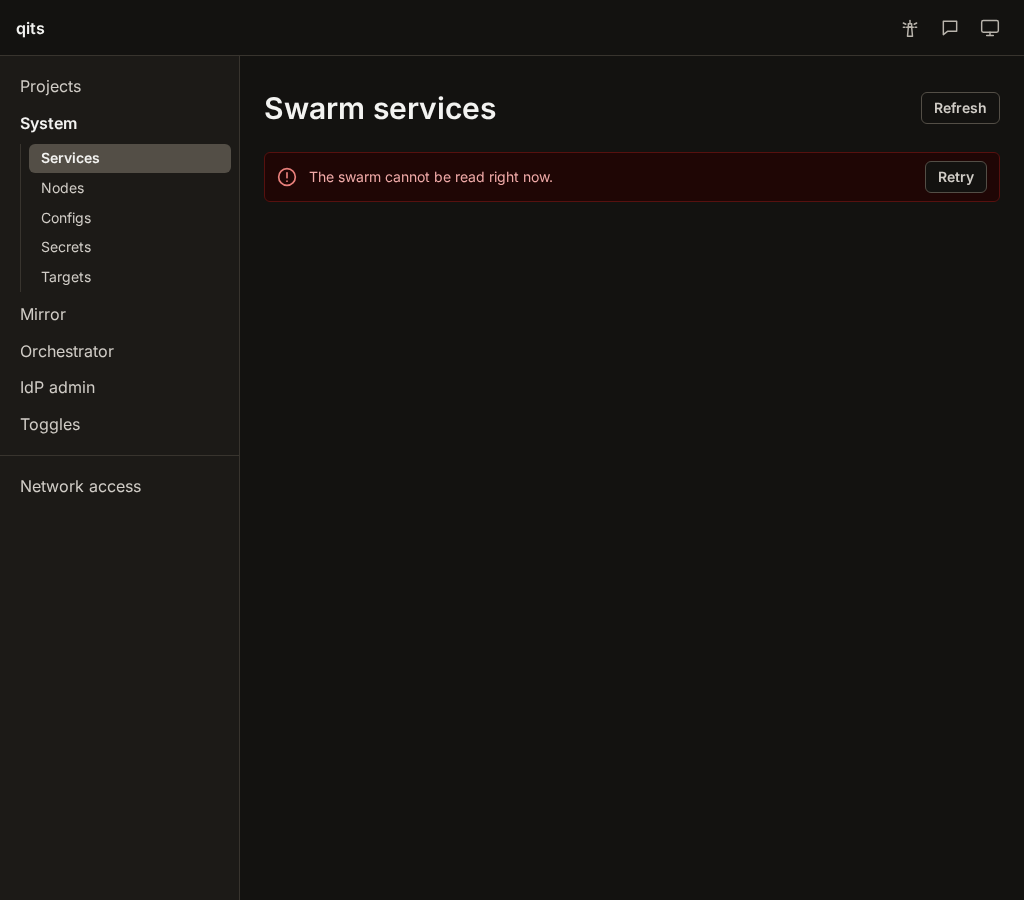 qits
Projects
System
Services
Nodes
Configs
Secrets
Targets
Mirror
Orchestrator
IdP admin
Toggles
Network access
Swarm services
Refresh
The swarm cannot be read right now.
Retry